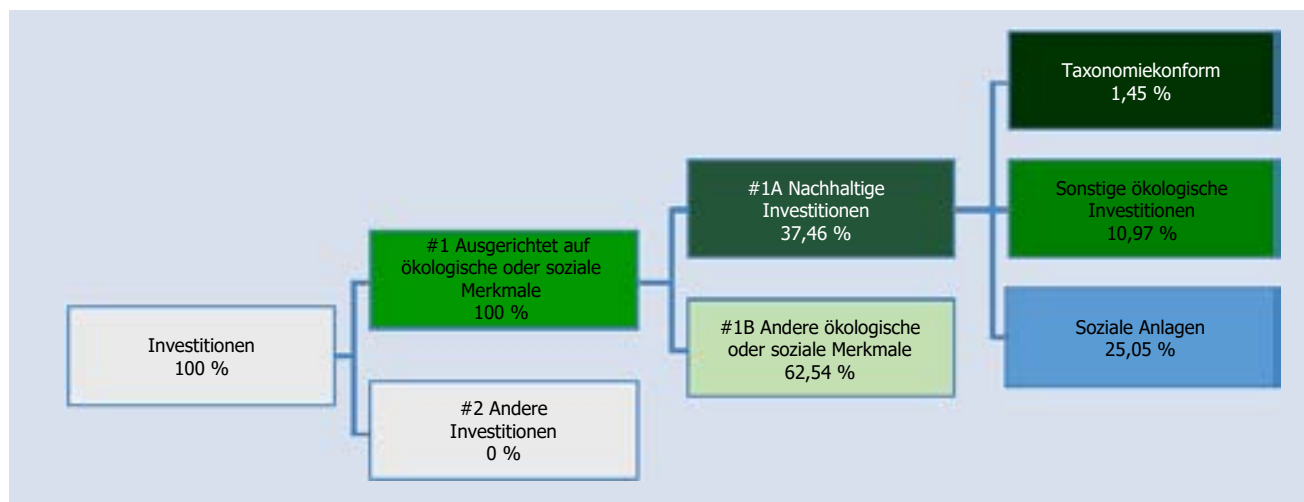 Investitionen
100 %
#1 Ausgerichtet auf
ökologische oder soziale
Merkmale
100 %
#2 Andere
Investitionen
0 %
#1A Nachhaltige
Investitionen
37,46 %
#1B Andere ökologische
oder soziale Merkmale
62,54 %
Taxonomiekonform
1,45 %
Sonstige ökologische
Investitionen
10,97 %
Soziale Anlagen
25,05 %